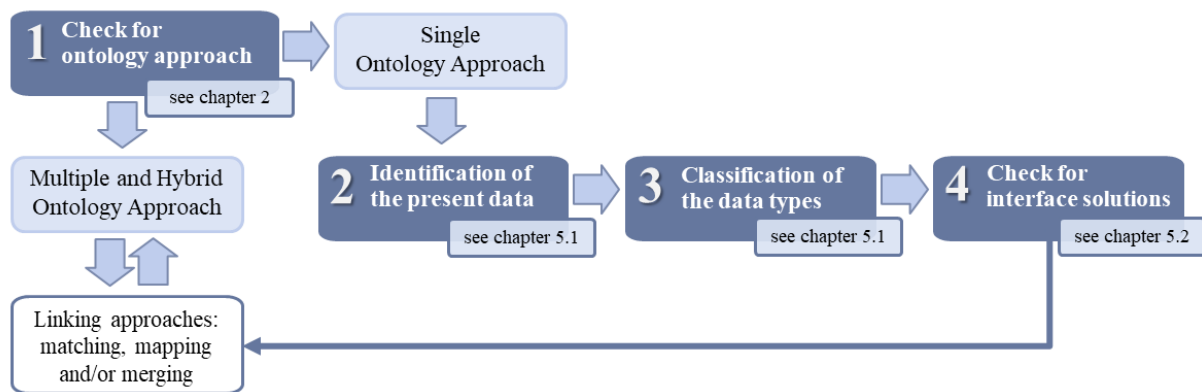 1
Check for
ontology approach
see chapter 2
Single
Ontology Approach
Multiple and Hybrid
Ontology Approach
2
Identification of
the present data
see chapter 5.1
3
Classification of
the data types
see chapter 5.1
4
Check for
interface solutions
see chapter 5.2
Linking approaches:
matching, mapping
and/or merging